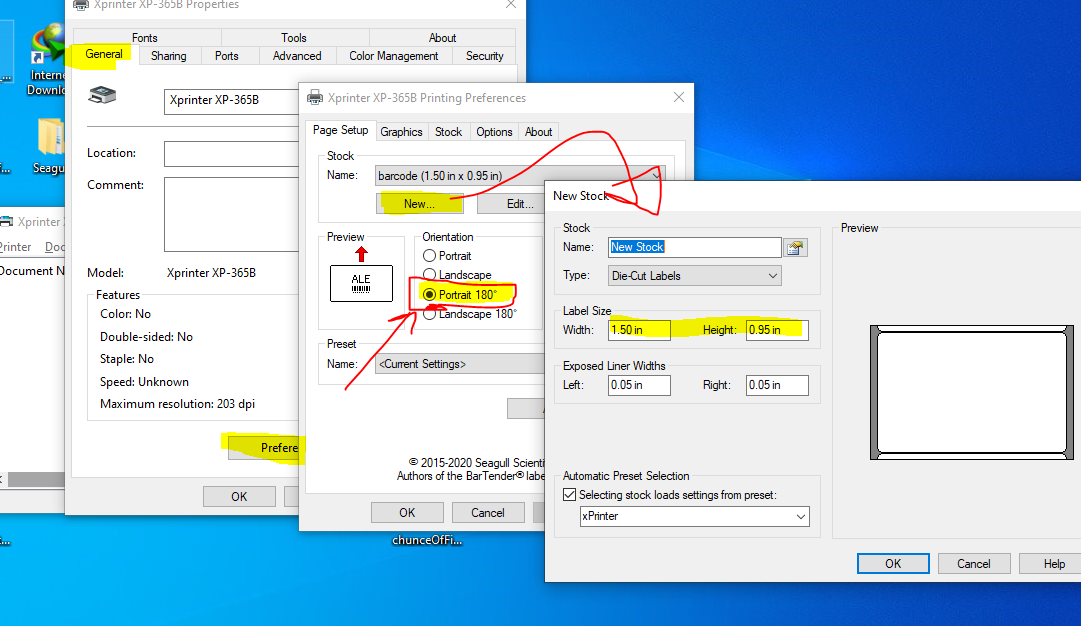 Xprinter XP-365B Properties
Fonts
Tools
About
General
Sharing
Ports
Advanced
Color Management
Security
Xprinter XP-365B
Location:
Comment:
Model:
Xprinter XP-365B
Features
Color: No
Double-sided: No
Staple: No
Speed: Unknown
Maximum resolution: 203 dpi
Prefere
OK
Interne
Downlo
Seagu
Xprinter
Printer
Doc
Document N
Xprinter XP-365B Printing Preferences
Page Setup
Graphics
Stock
Options
About
Stock
Name:
barcode (1.50 in x 0.95 in)
New...
Edit...
Preview
ALE
Orientation
Portrait
Landscape
Portrait 180°
Landscape 180°
Preset
Name:
<Current Settings>
© 2015-2020 Seagull Scienti
Authors of the BarTender® labe
OK
Cancel
chunceOfFi...
New Stock
Stock
Name:
New Stock
Type:
Die-Cut Labels
Label Size
Width:
1.50 in
Height:
0.95 in
Exposed Liner Widths
Left:
0.05 in
Right:
0.05 in
Automatic Preset Selection
Selecting stock loads settings from preset:
xPrinter
Preview
OK
Cancel
Help